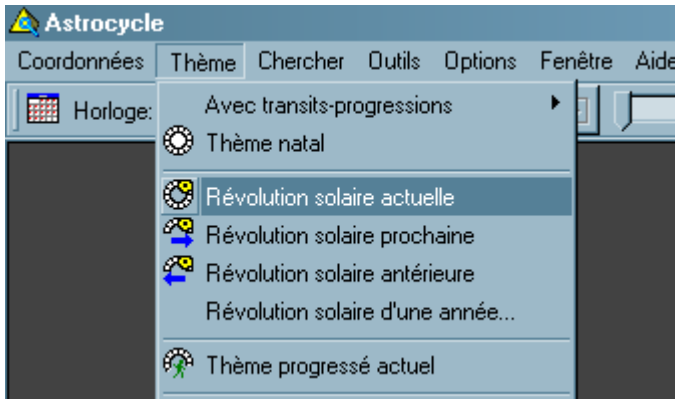 Astrocycle
Coordonnées Thème Chercher Outils Options Fenêtre Aide
Horloge:
Avec transits-progressions
Thème natal
Révolution solaire actuelle
Révolution solaire prochaine
Révolution solaire antérieure
Révolution solaire d'une année...
Thème progressé actuel